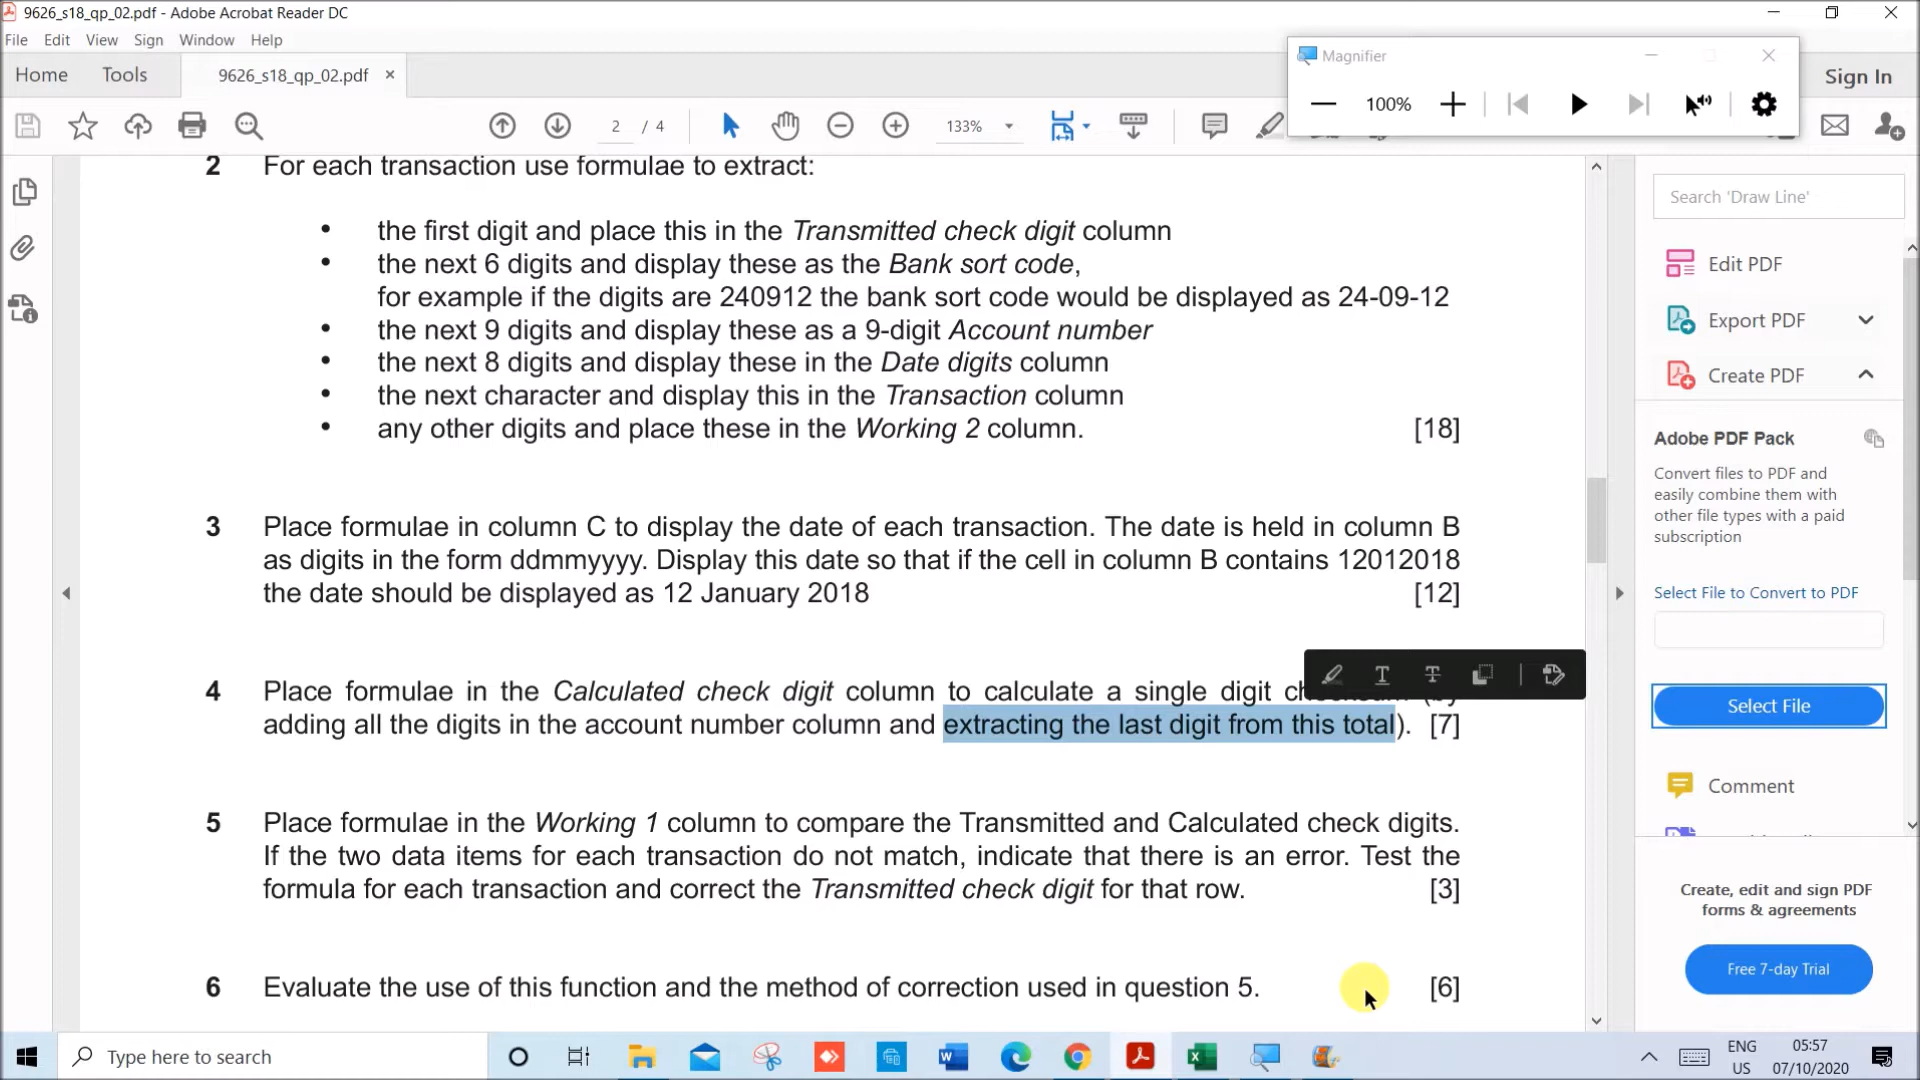 9626_s18_qp_02.pdf - Adobe Acrobat Reader DC
File Edit View Sign Window Help
Magnifier
Home Tools 9626_s18_qp_02.pdf × Sign In
100%
2 / 4 133%
2 For each transaction use formulae to extract:
• the first digit and place this in the Transmitted check digit column
• the next 6 digits and display these as the Bank sort code,
for example if the digits are 240912 the bank sort code would be displayed as 24-09-12
• the next 9 digits and display these as a 9-digit Account number
• the next 8 digits and display these in the Date digits column
• the next character and display this in the Transaction column
• any other digits and place these in the Working 2 column. [18]
3 Place formulae in column C to display the date of each transaction. The date is held in column B
as digits in the form ddmmyyyy. Display this date so that if the cell in column B contains 12012018
the date should be displayed as 12 January 2018 [12]
4 Place formulae in the Calculated check digit column to calculate a single digit (by
adding all the digits in the account number column and extracting the last digit from this total). [7]
5 Place formulae in the Working 1 column to compare the Transmitted and Calculated check digits.
If the two data items for each transaction do not match, indicate that there is an error. Test the
formula for each transaction and correct the Transmitted check digit for that row. [3]
6 Evaluate the use of this function and the method of correction used in question 5. [6]
Search 'Draw Line'
Edit PDF
Export PDF
Create PDF
Adobe PDF Pack
Convert files to PDF and
easily combine them with
other file types with a paid
subscription
Select File to Convert to PDF
Select File
Comment
Create, edit and sign PDF
forms & agreements
Free 7-day Trial
Type here to search
ENG
US
05:57
07/10/2020